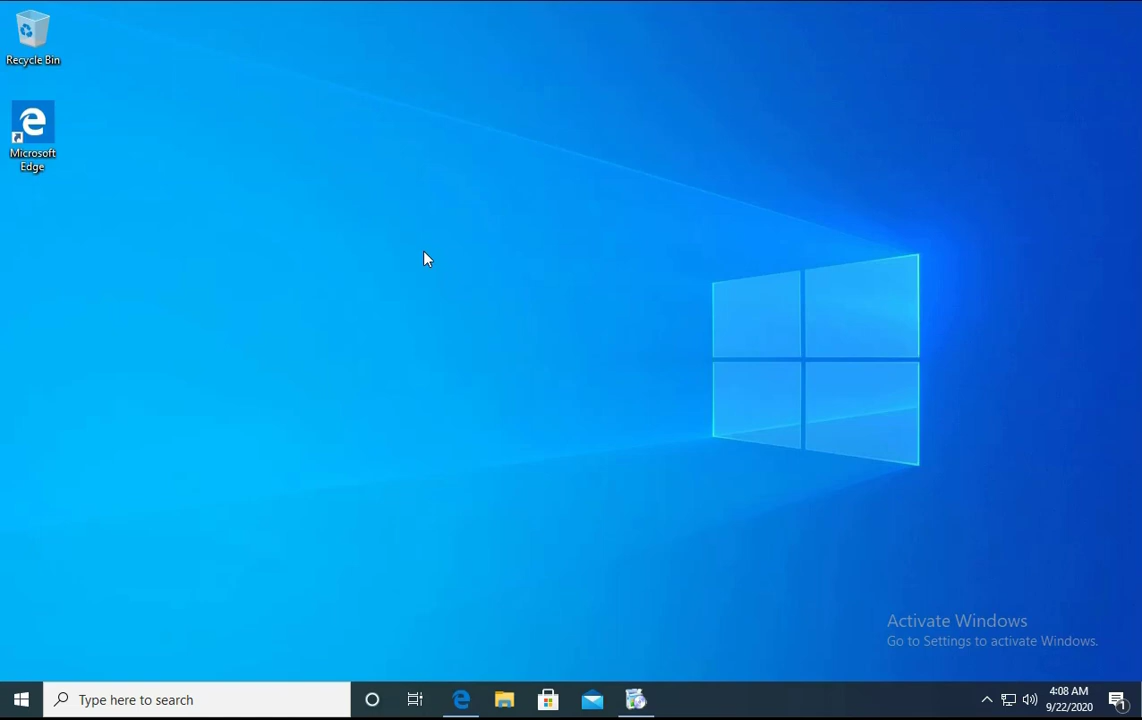 Recycle Bin
Microsoft
Edge
Activate Windows
Go to Settings to activate Windows.
Type here to search
4:08 AM
9/22/2020
1